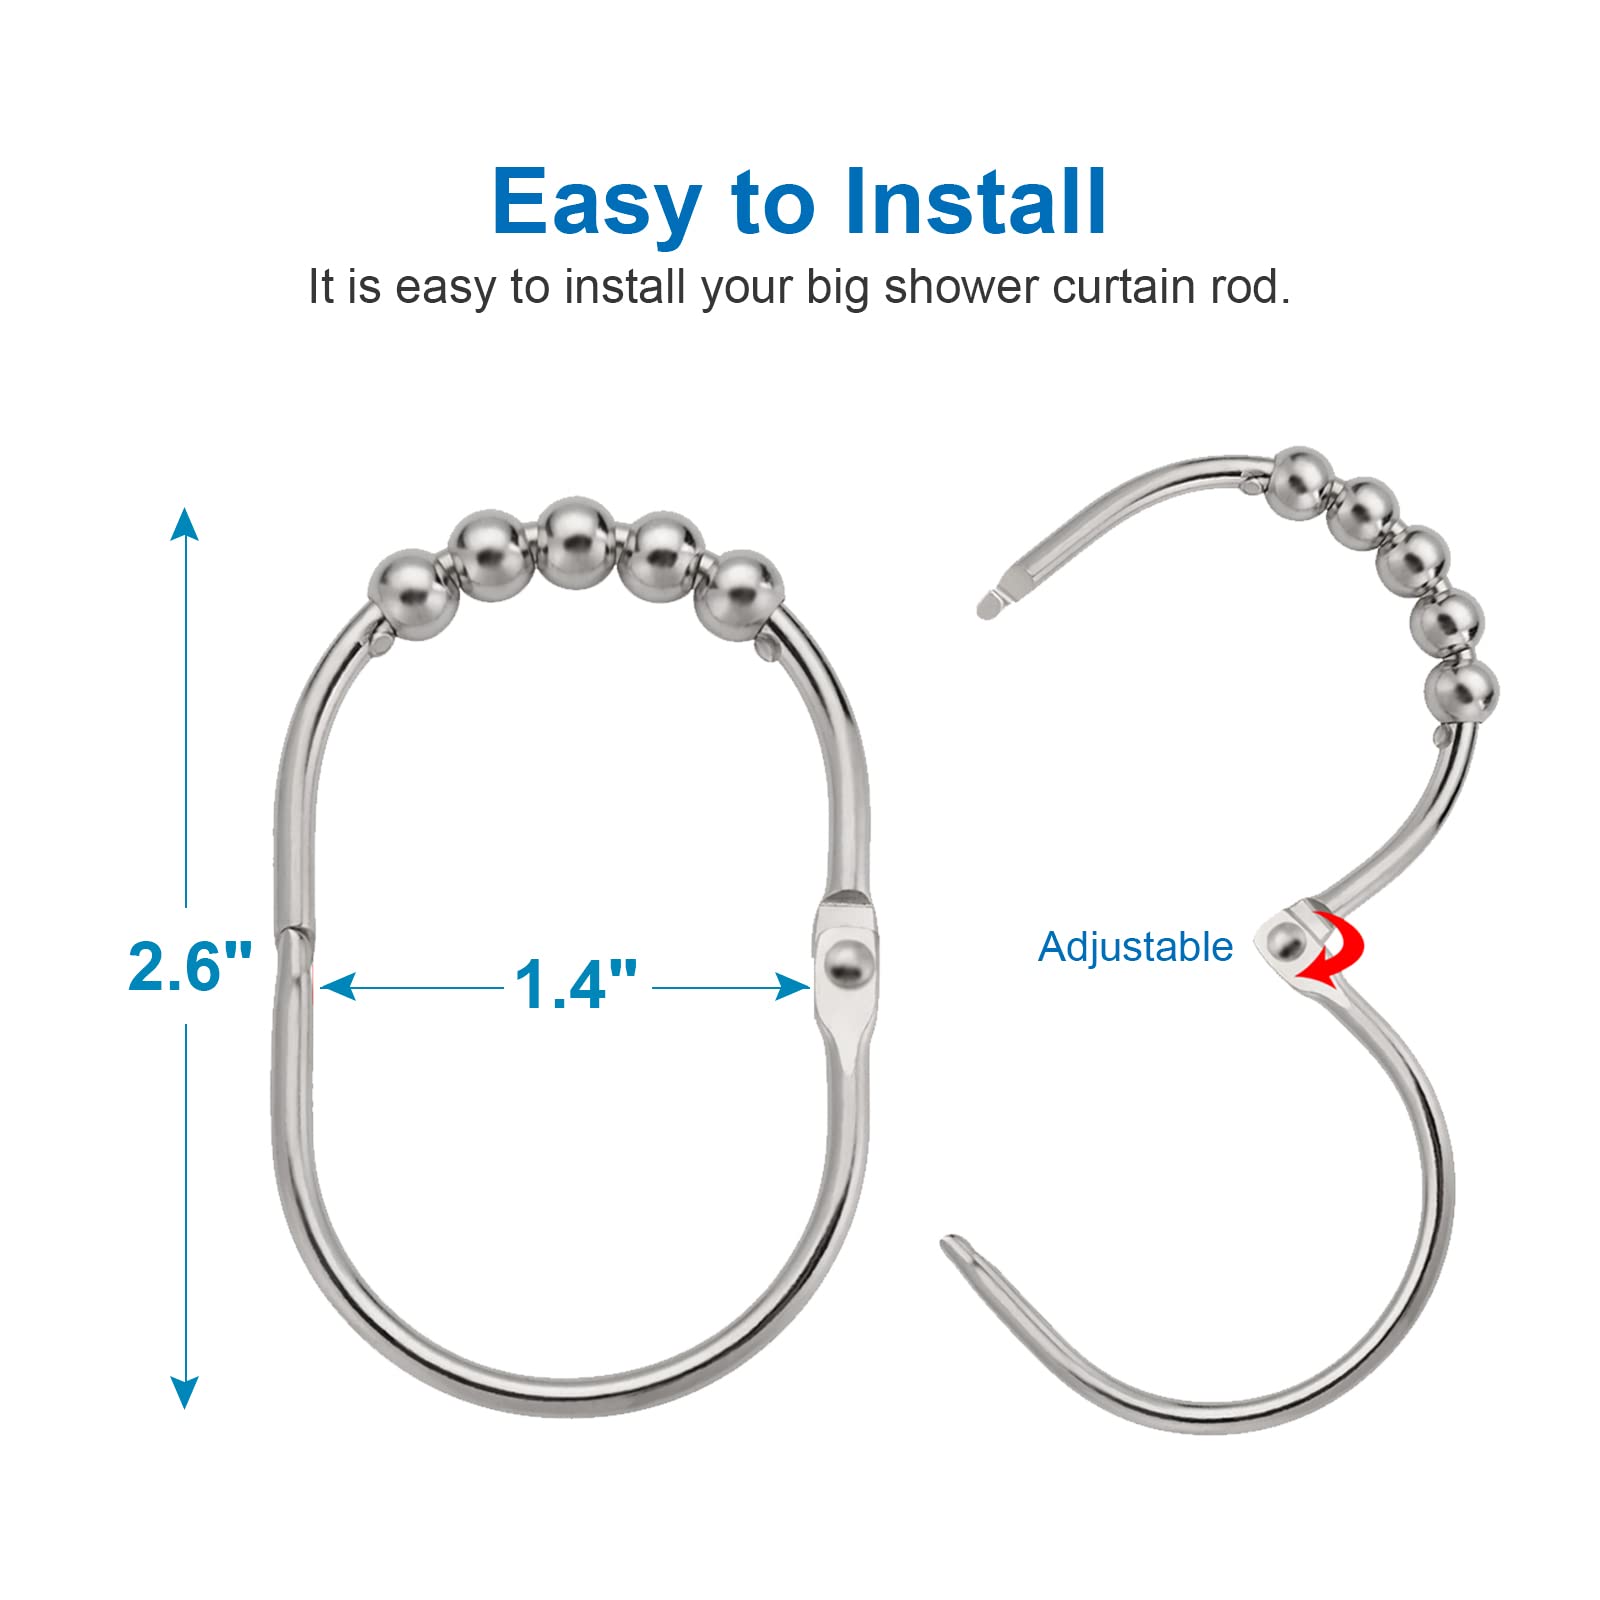 Easy to Install
It is easy to install your big shower curtain rod.
Adjustable
2.6"
1.4"